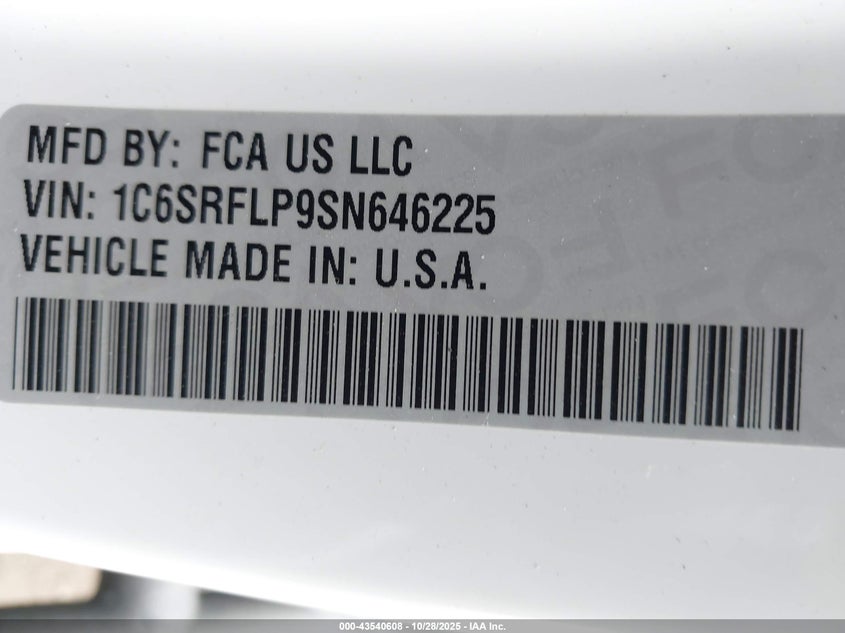 MFD BY: FCA US LLC
VIN: 1C6SRFLP9SN646225
VEHICLE MADE IN: U.S.A.
000-43540608 | 10/28/2025 - IAA Inc.